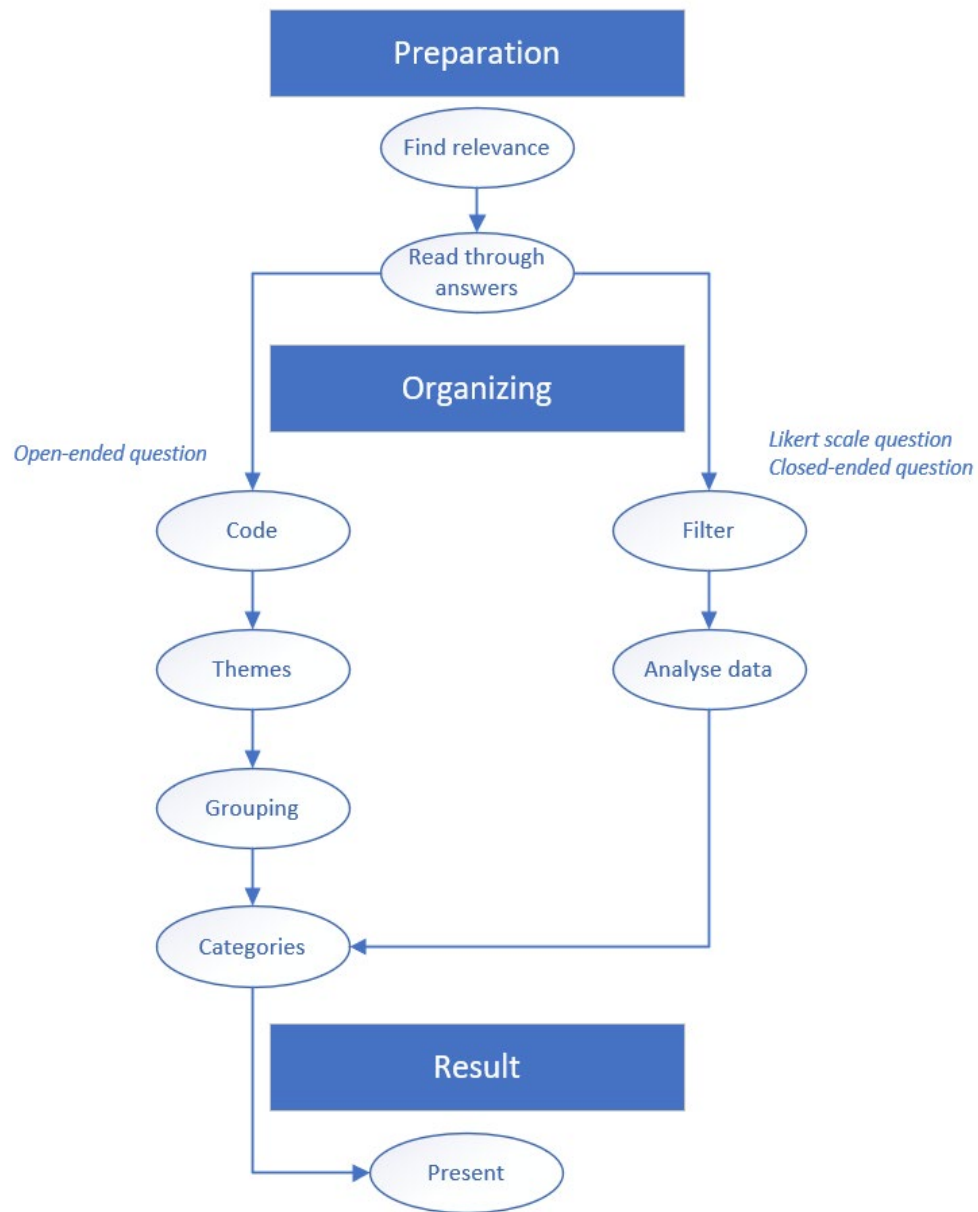 Preparation
Find relevance
Read through
answers
Organizing
Open-ended question
Likert scale question
Closed-ended question
Code
Filter
Themes
Analyse data
Grouping
Categories
Result
Present